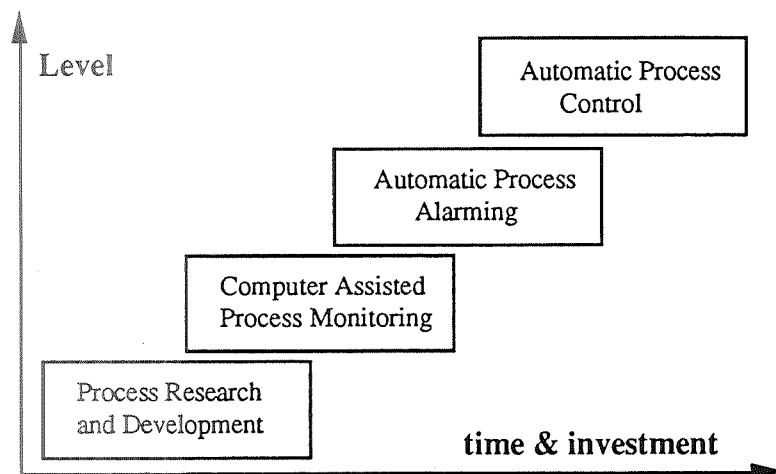 Level
Automatic Process
Control
Automatic Process
Alarming
Computer Assisted
Process Monitoring
Process Research
and Development
time & investment